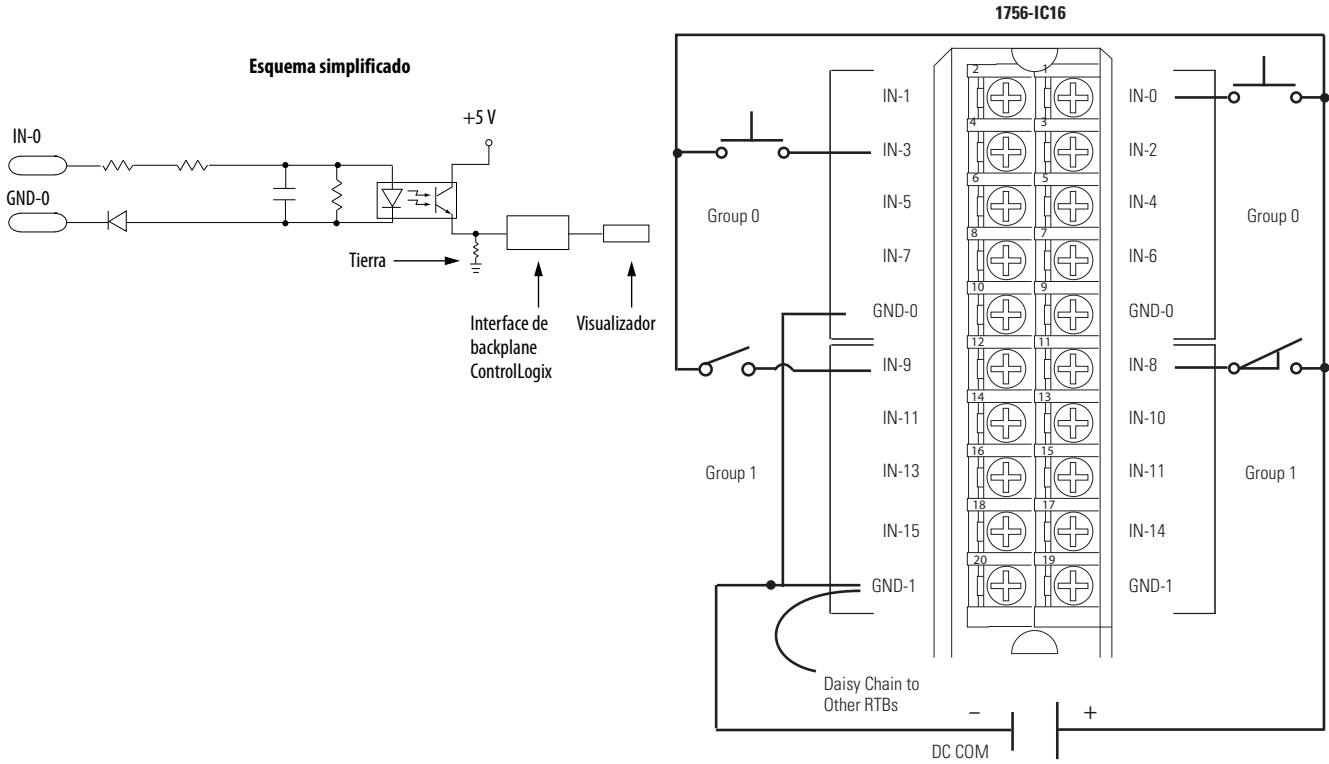 1756-IC16
Esquema simplificado
+5 V
IN-0
GND-0
Tierra
Interface de
backplane
ControlLogix
Visualizador
2 1
IN-1 IN-0
4 3
IN-3 IN-2
6 5
IN-5 IN-4
Group 0 Group 0
8 7
IN-7 IN-6
10 9
GND-0 GND-0
12 11
IN-9 IN-8
14 13
IN-11 IN-10
16 15
IN-13 IN-11
Group 1 Group 1
18 17
IN-15 IN-14
20 19
GND-1 GND-1
Daisy Chain to
Other RTBs
– +
DC COM